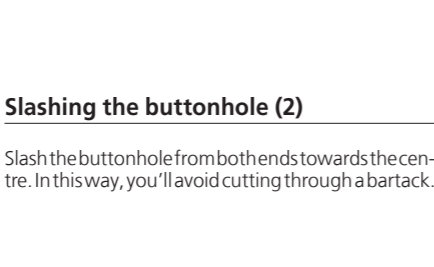 Slashing the buttonhole (2)
Slash the buttonhole from both ends towards the cen-
tre. In this way, you'll avoid cutting through a bartack.